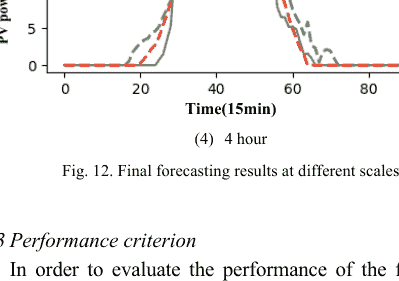 PV pow
5
0
0 20 40 60 80
Time(15min)
(4) 4 hour
Fig. 12. Final forecasting results at different scales
3 Performance criterion
In order to evaluate the performance of the f